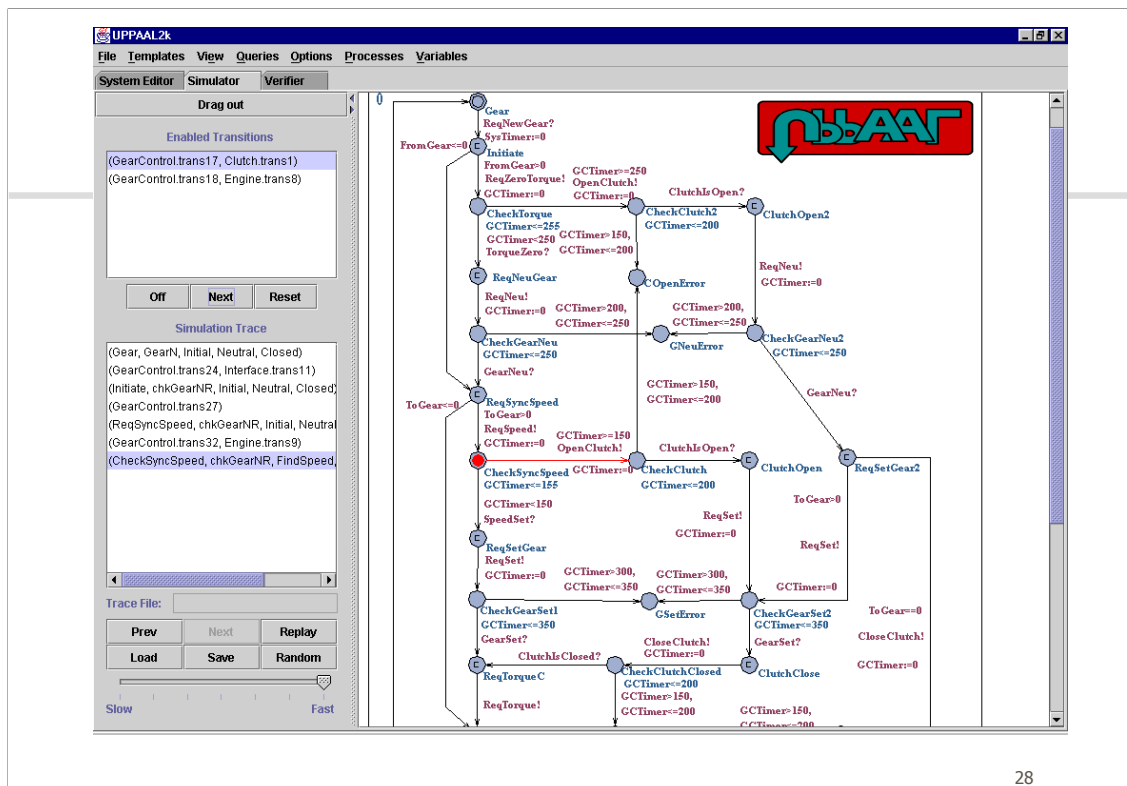 UPPAAL2k
File Templates View Queries Options Processes Variables
System Editor Simulator Verifier
Drag out
Enabled Transitions
(GearControl.trans17, Clutch.trans1)
(GearControl.trans18, Engine.trans8)
Off Next Reset
Simulation Trace
(Gear, GearN, Initial, Neutral, Closed)
(GearControl.trans24, Interface.trans11)
(Initiate, chkGearNR, Initial, Neutral, Closed)
(GearControl.trans27)
(ReqSyncSpeed, chkGearNR, Initial, Neutral
(GearControl.trans32, Engine.trans9)
(CheckSyncSpeed, chkGearNR, FindSpeed,
Trace File:
Prev Next Replay
Load Save Random
Slow Fast
UPPAAL
Gear
ReqNewGear?
SysTimer:=0
FromGear<=0
Initiate
FromGear>0
ReqZeroTorque!
GCTimer:=0
GCTimer>=250
OpenClutch!
GCTimer:=0
ClutchIsOpen?
CheckTorque
GCTimer<=255
GCTimer<250
TorqueZero?
GCTimer>150,
GCTimer<=200
CheckClutch2
GCTimer<=200
ClutchOpen2
ReqNeuGear
COpenError
ReqNeu!
GCTimer:=0
ReqNeu!
GCTimer:=0
GCTimer>200,
GCTimer<=250
GCTimer>200,
GCTimer<=250
CheckGearNeu
GCTimer<=250
GNeuError
CheckGearNeu2
GCTimer<=250
GearNeu?
GCTimer>150,
GCTimer<=200
GearNeu?
ToGear<=0
ReqSyncSpeed
ToGear>0
ReqSpeed!
GCTimer:=0
GCTimer>=150
OpenClutch!
GCTimer:=0
ClutchIsOpen?
CheckSyncSpeed
GCTimer<=155
CheckClutch
GCTimer<=200
ClutchOpen
ReqSetGear2
GCTimer<150
SpeedSet?
ToGear>0
ReqSet!
GCTimer:=0
ReqSet!
GCTimer:=0
ReqSetGear
ReqSet!
GCTimer:=0
GCTimer>300,
GCTimer<=350
GCTimer>300,
GCTimer<=350
CheckGearSet1
GCTimer<=350
GSetError
CheckGearSet2
GCTimer<=350
ToGear==0
CloseClutch!
GCTimer:=0
GearSet?
CloseClutch!
GCTimer:=0
GearSet?
ClutchIsClosed?
ReqTorqueC
CheckClutchClosed
GCTimer<=200
ClutchClose
ReqTorque!
GCTimer>150,
GCTimer<=200
GCTimer>150,
GCTimer<=200
28